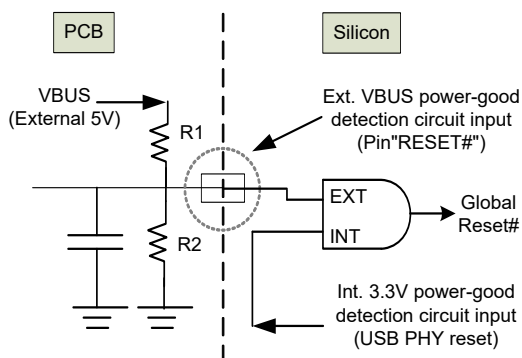 PCB
Silicon
VBUS
(External 5V)
R1
Ext. VBUS power-good
detection circuit input
(Pin"RESET#")
EXT
INT
Global
Reset#
R2
Int. 3.3V power-good
detection circuit input
(USB PHY reset)